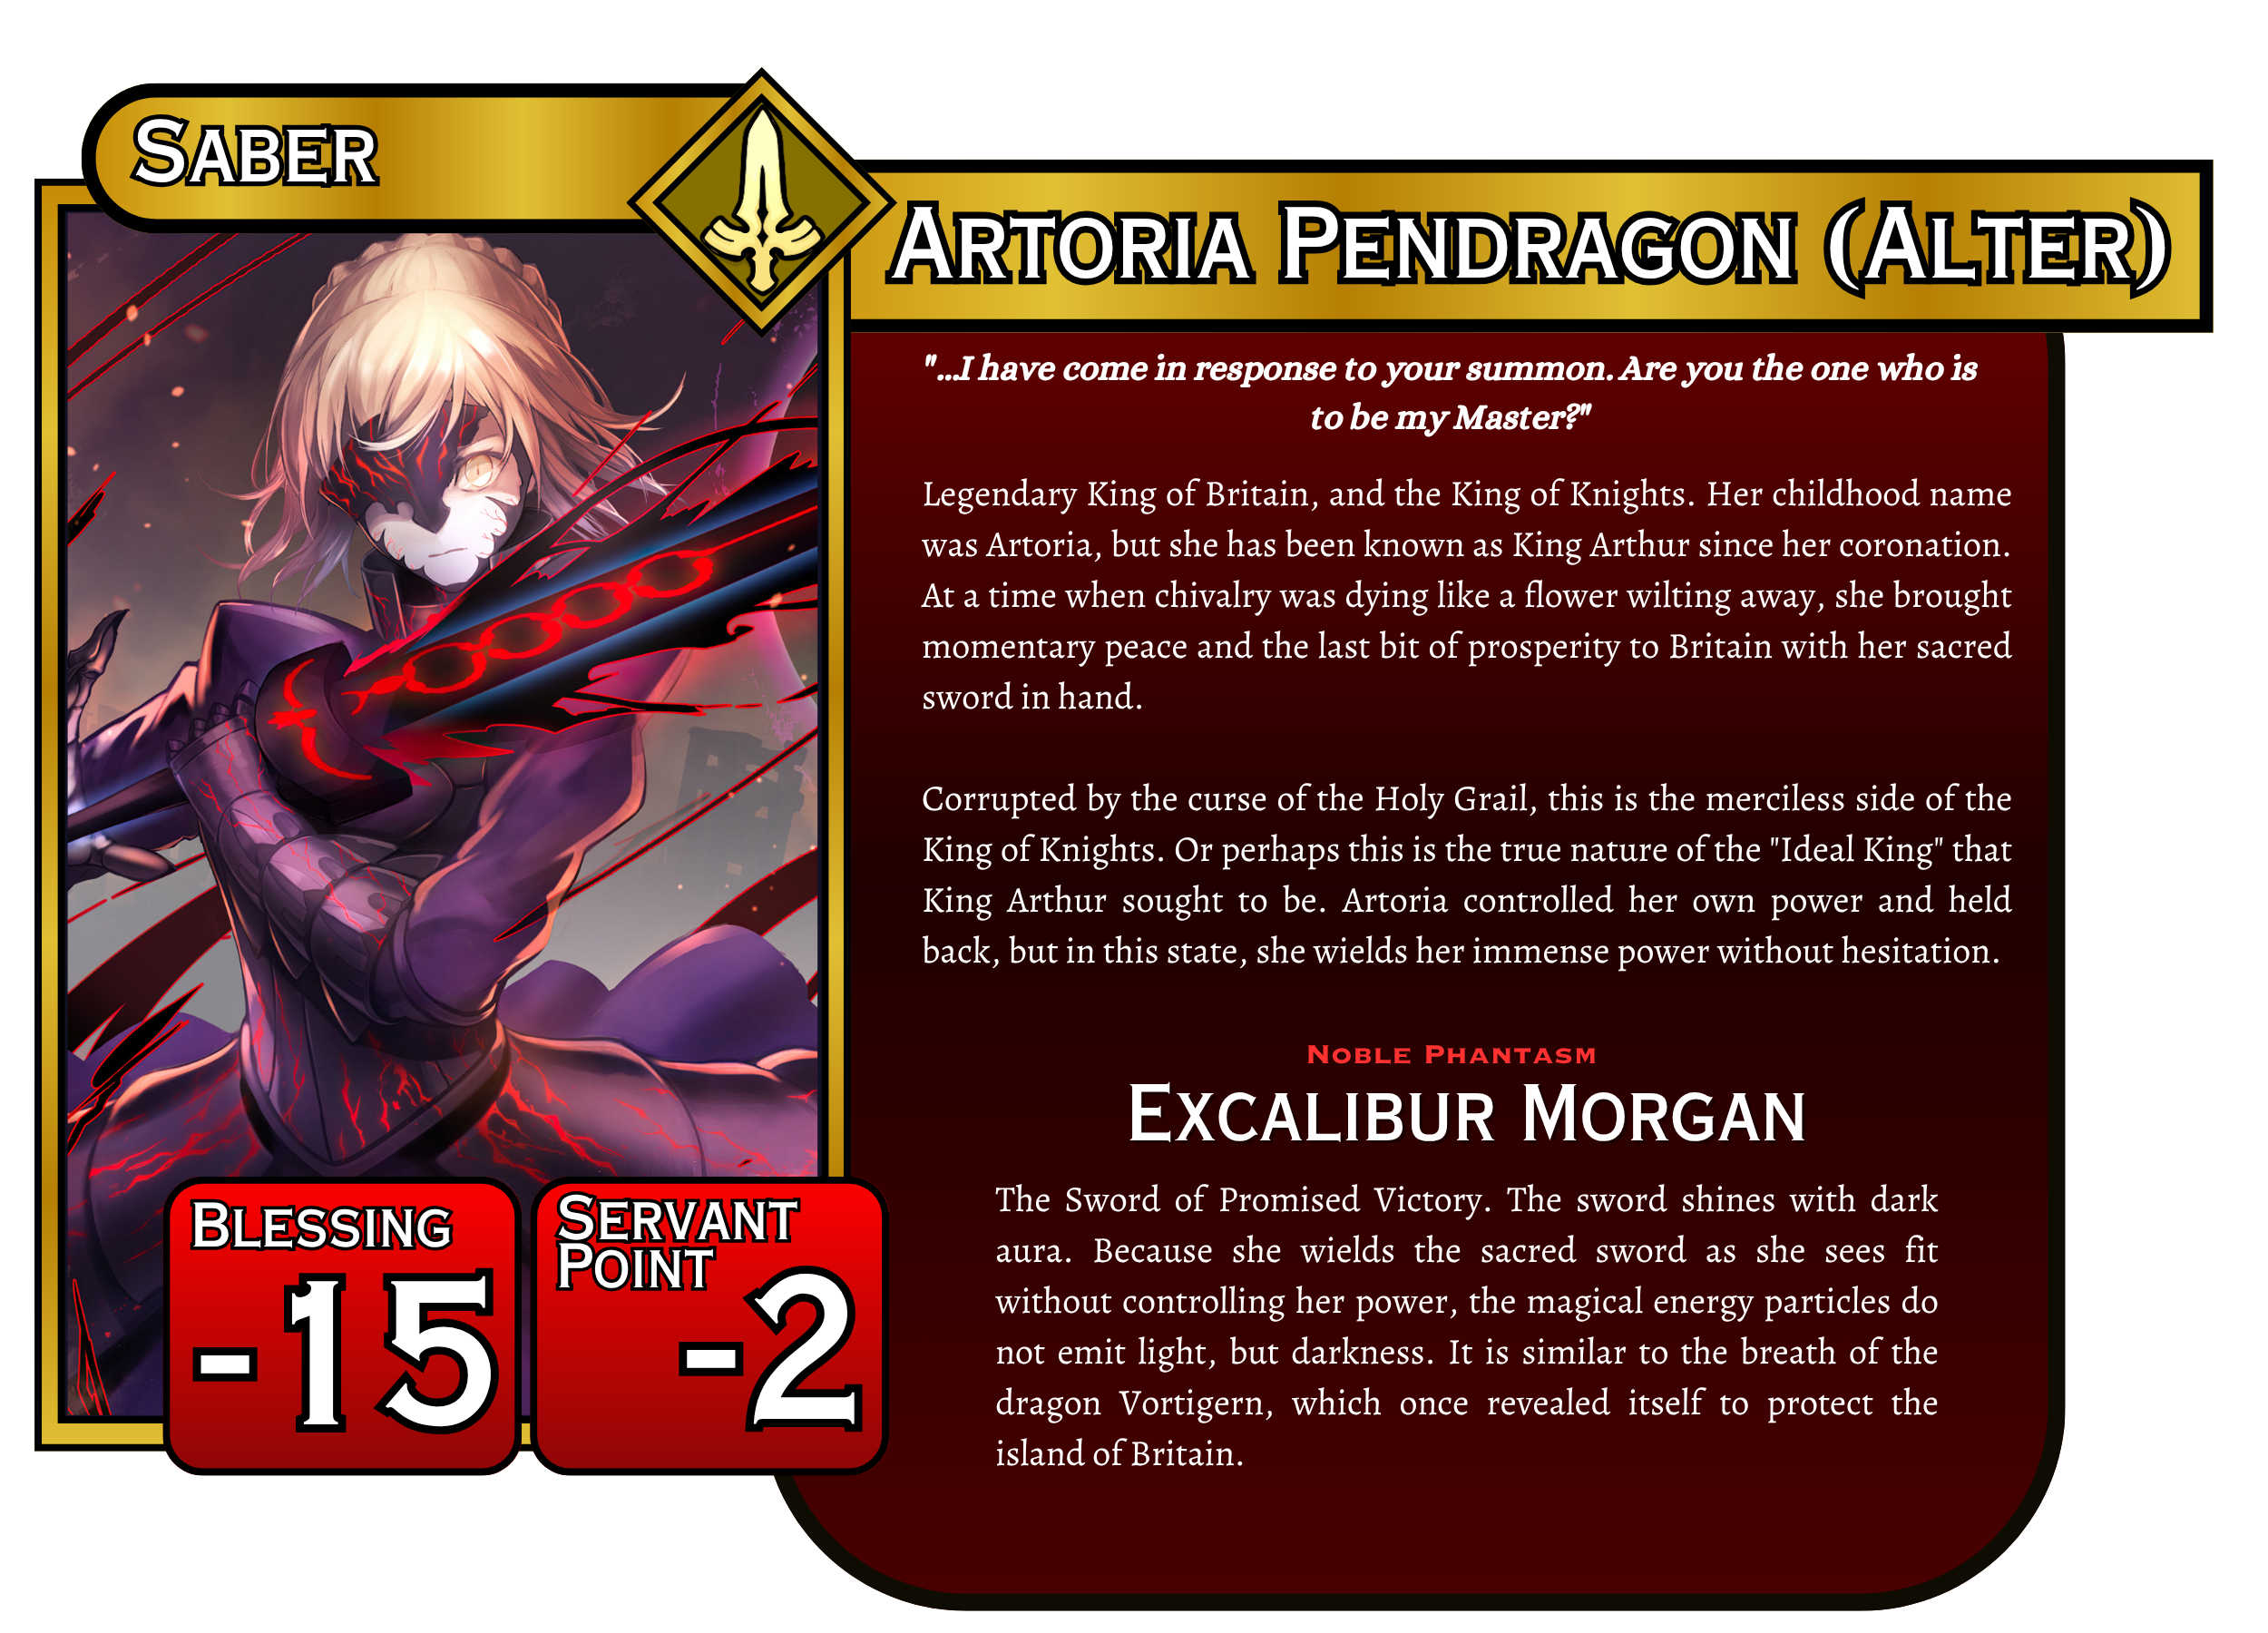 Saber
Artoria Pendragon (Alter)
"...I have come in response to your summon. Are you the one who is
to be my Master?"
Legendary King of Britain, and the King of Knights. Her childhood name
was Artoria, but she has been known as King Arthur since her coronation.
At a time when chivalry was dying like a flower wilting away, she brought
momentary peace and the last bit of prosperity to Britain with her sacred
sword in hand.
Corrupted by the curse of the Holy Grail, this is the merciless side of the
King of Knights. Or perhaps this is the true nature of the "Ideal King" that
King Arthur sought to be. Artoria controlled her own power and held
back, but in this state, she wields her immense power without hesitation.
Noble Phantasm
Excalibur Morgan
The Sword of Promised Victory. The sword shines with dark
aura. Because she wields the sacred sword as she sees fit
without controlling her power, the magical energy particles do
not emit light, but darkness. It is similar to the breath of the
dragon Vortigern, which once revealed itself to protect the
island of Britain.
Blessing
-15
Servant
Point
-2